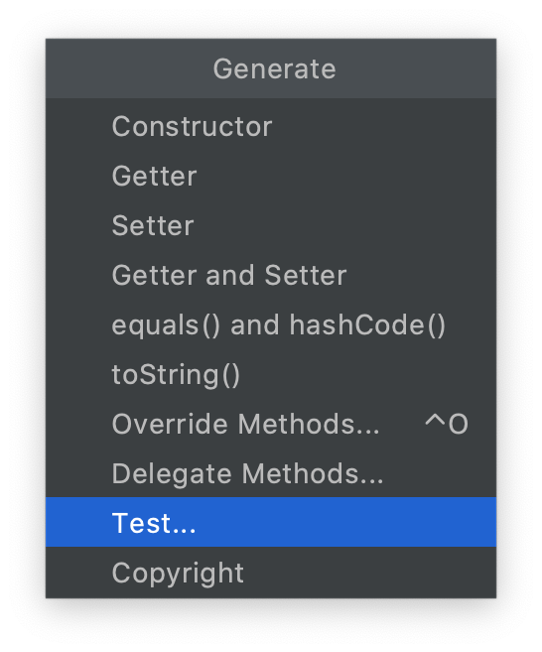 Generate
Constructor
Getter
Setter
Getter and Setter
equals() and hashCode()
toString()
Override Methods... ^O
Delegate Methods...
Test...
Copyright